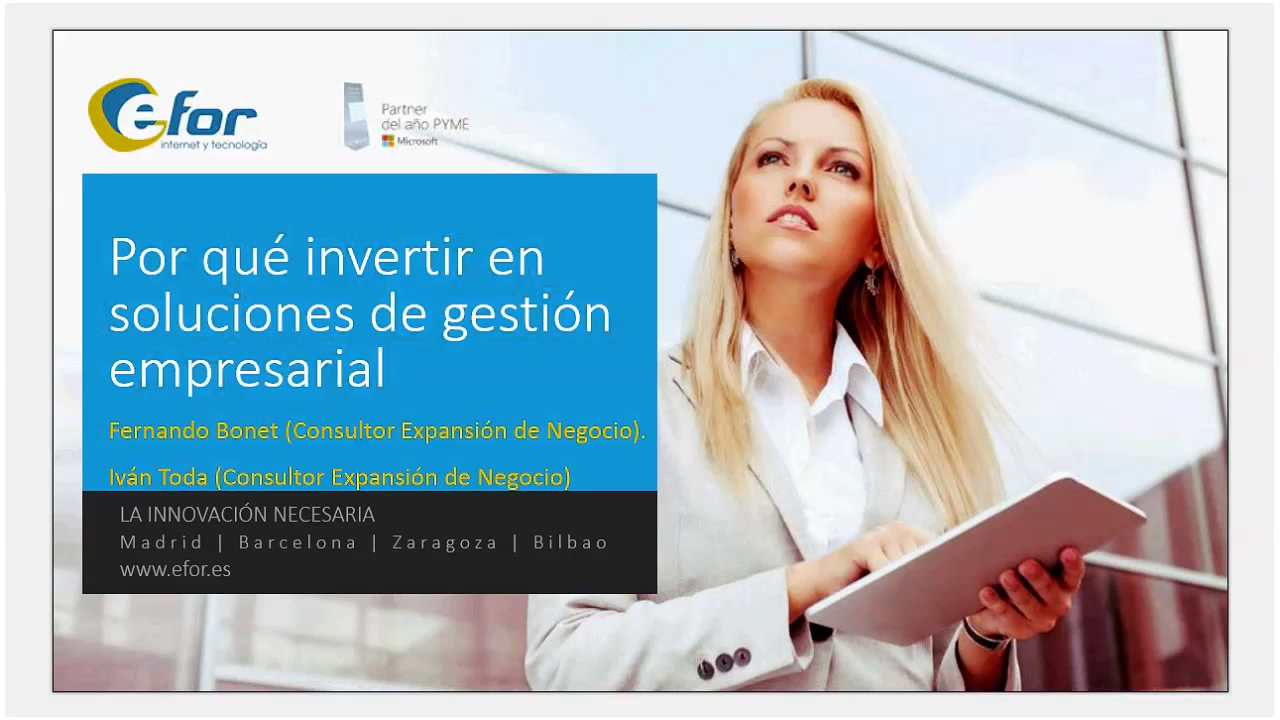 efor
internet y tecnología
Partner
del año PYME
Microsoft
Por qué invertir en
soluciones de gestión
empresarial
Fernando Bonet (Consultor Expansión de Negocio).
Iván Toda (Consultor Expansión de Negocio)
LA INNOVACIÓN NECESARIA
Madrid | Barcelona | Zaragoza | Bilbao
www.efor.es